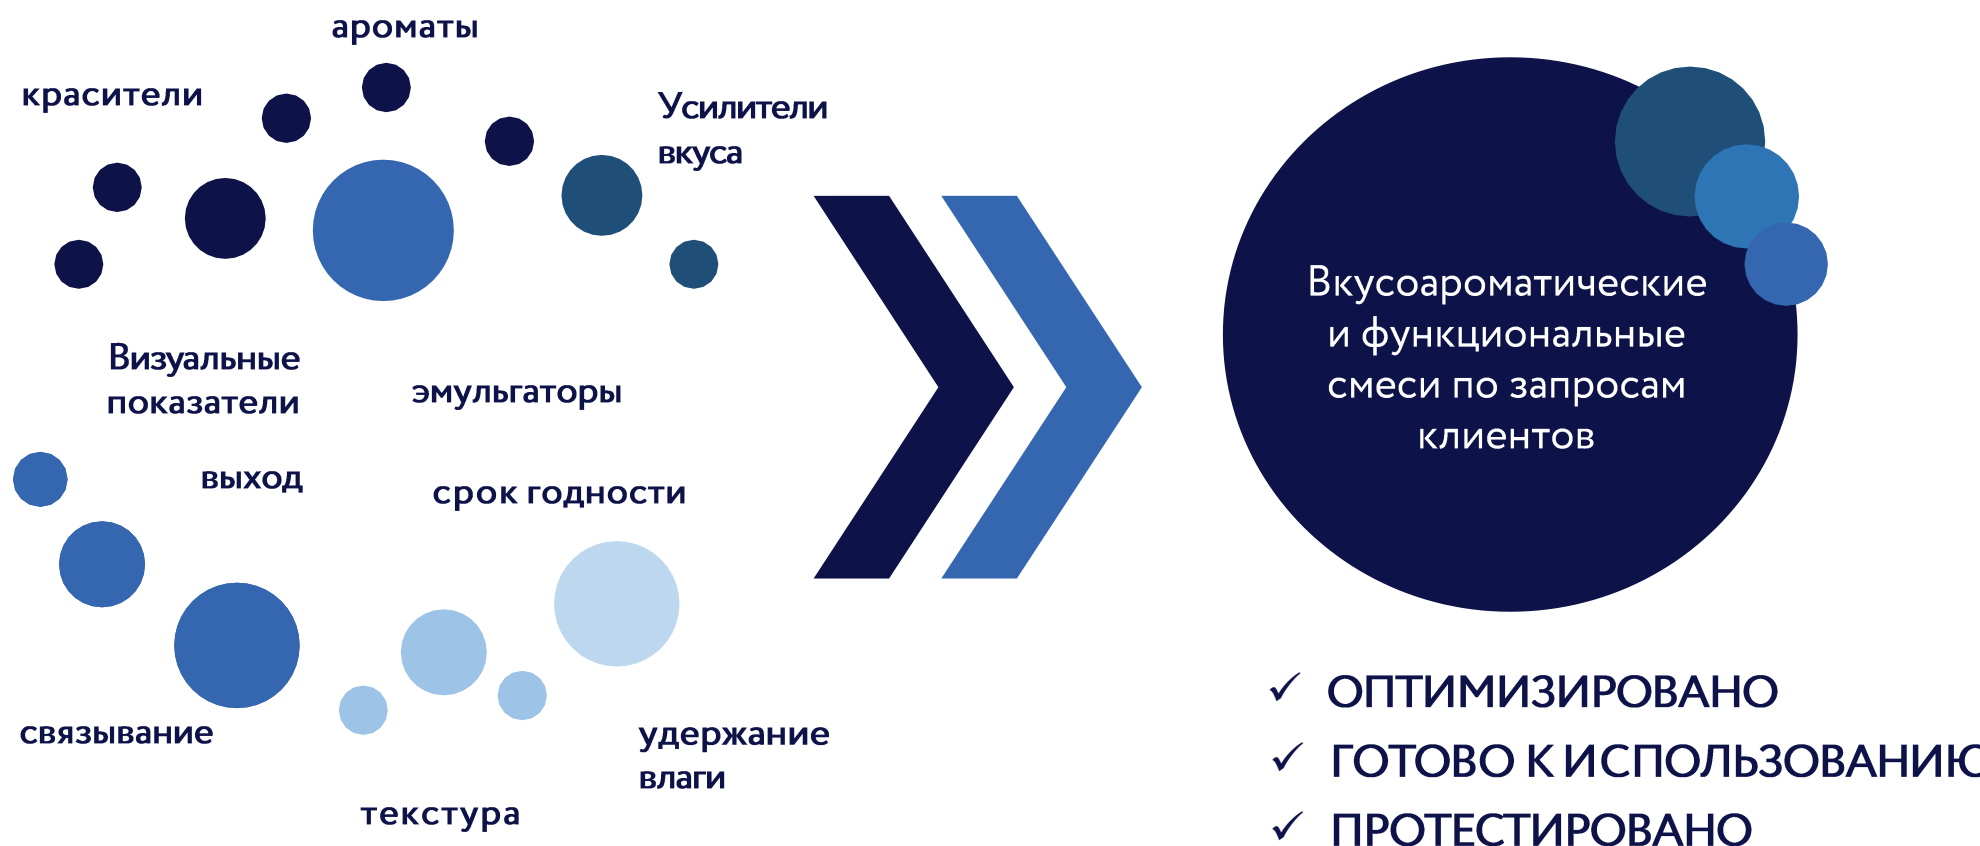 ароматы
красители
Усилители
вкуса
Визуальные
показатели
эмульгаторы
выход
срок годности
связывание
удержание
влаги
текстура
Вкусоароматические
и функциональные
смеси по запросам
клиентов
✓ ОПТИМИЗИРОВАНО
✓ ГОТОВО К ИСПОЛЬЗОВАНИЮ
✓ ПРОТЕСТИРОВАНО